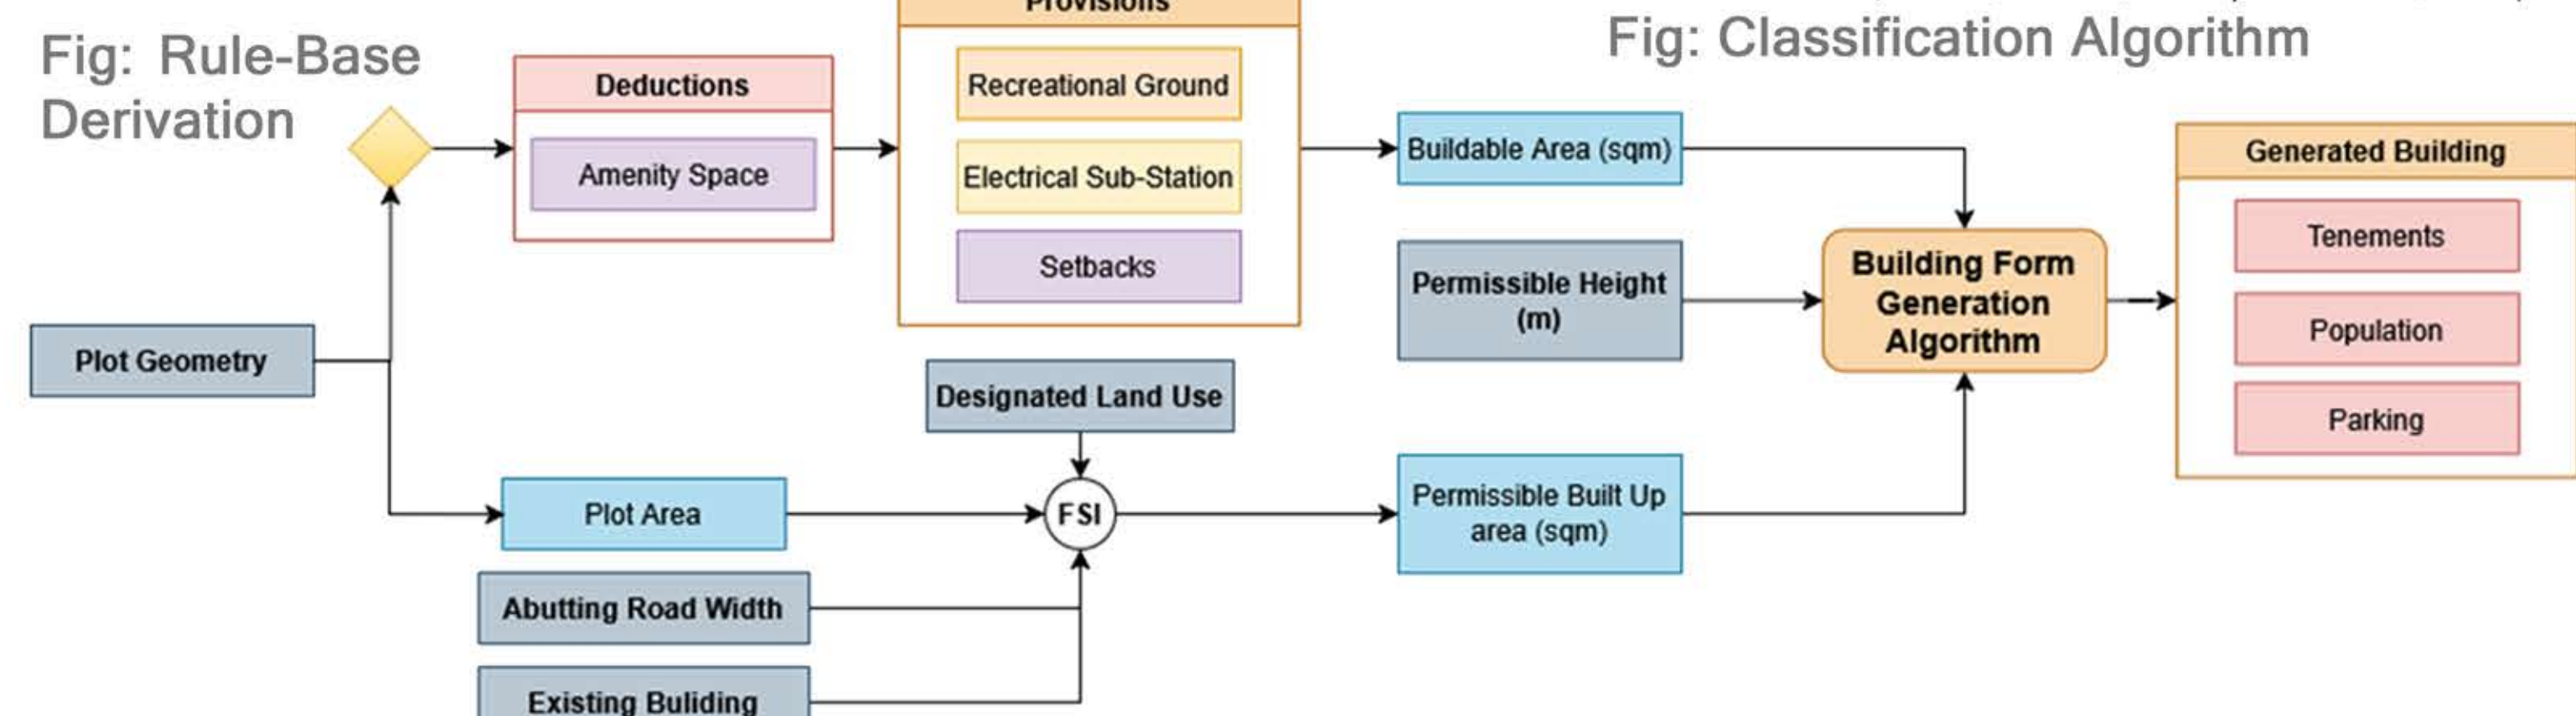 Provisions
Fig: Rule-Base
Derivation
Fig: Classification Algorithm
Deductions
Amenity Space
Recreational Ground
Electrical Sub-Station
Setbacks
Buildable Area (sqm)
Permissible Height
(m)
Building Form
Generation
Algorithm
Generated Building
Tenements
Population
Parking
Plot Geometry
Designated Land Use
Plot Area
FSI
Permissible Built Up
area (sqm)
Abutting Road Width
Existing Buliding